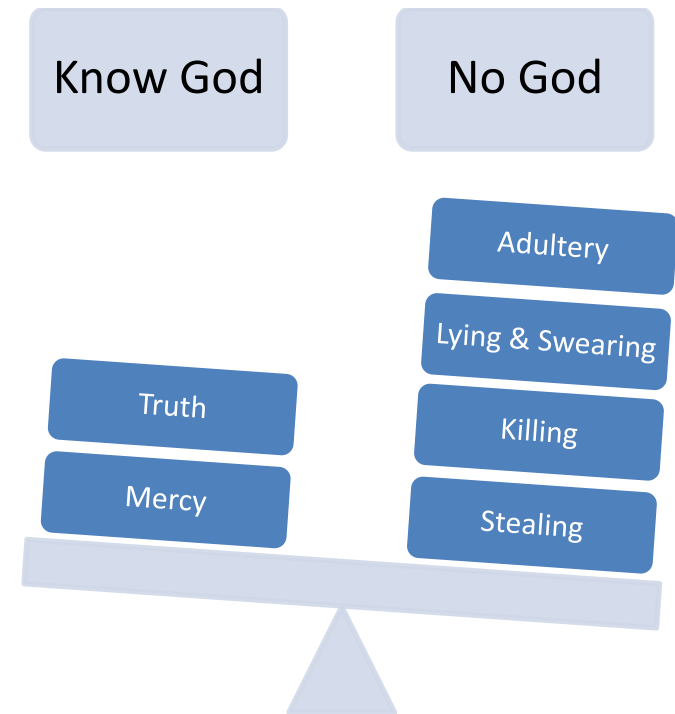 Know God
No God
Adultery
Lying & Swearing
Truth
Killing
Mercy
Stealing